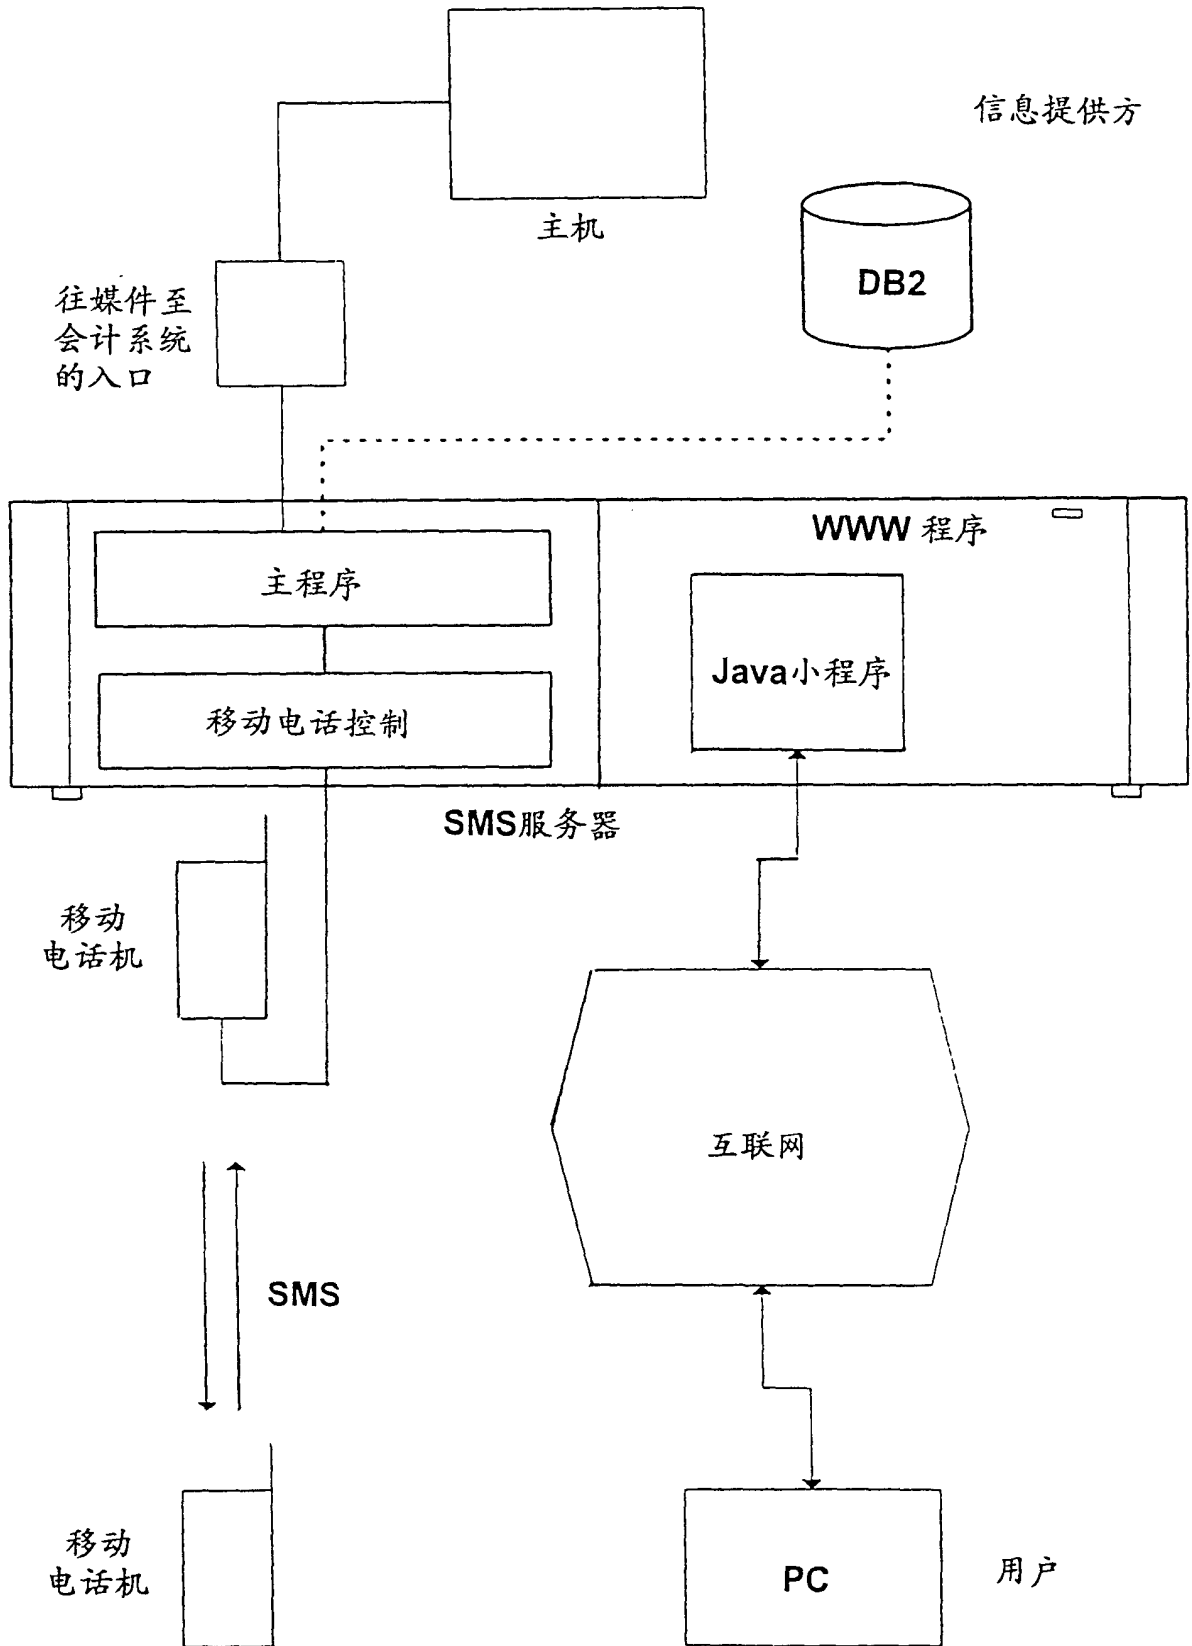 信息提供方
主机
DB2
往媒件至
会计系统
的入口
WWW 程序
主程序
Java小程序
移动电话控制
SMS服务器
移动
电话机
互联网
SMS
移动
电话机
PC
用户